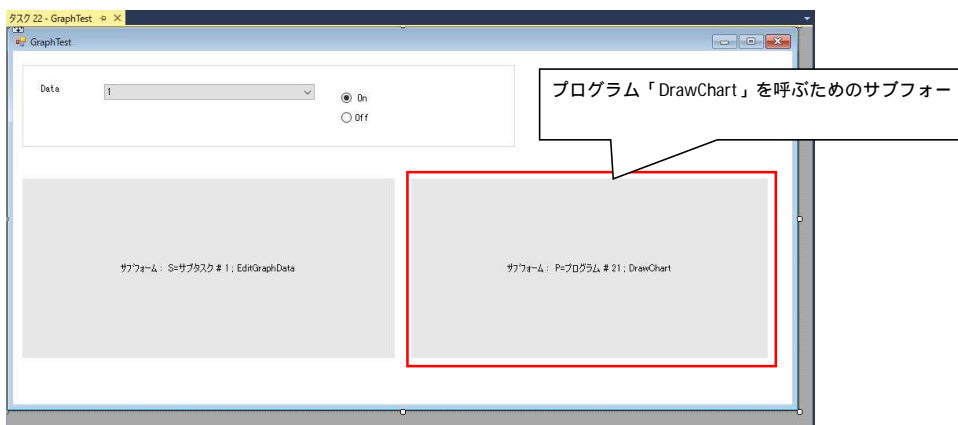 タスク 22 - GraphTest
GraphTest
Data
1
On
Off
プログラム「DrawChart」を呼ぶためのサブフォー
サブフォーム : S=サブタスク # 1 ; EditGraphData
サブフォーム : P=プログラム # 21 ; DrawChart